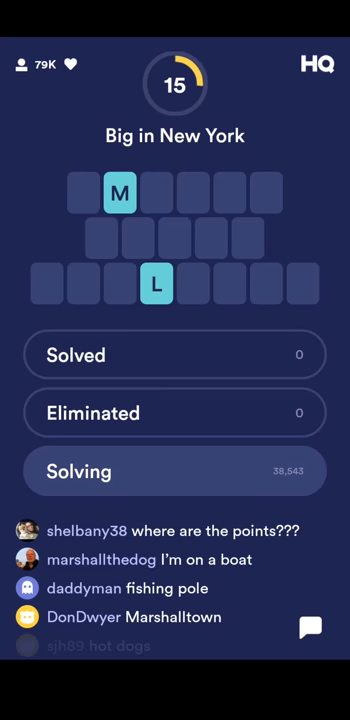 79K
15
HQ
Big in New York
M
L
Solved 0
Eliminated 0
Solving 38,543
shelbany38 where are the points???
marshallthedog I'm on a boat
daddyman fishing pole
DonDwyer Marshalltown
sjh89 hot dogs